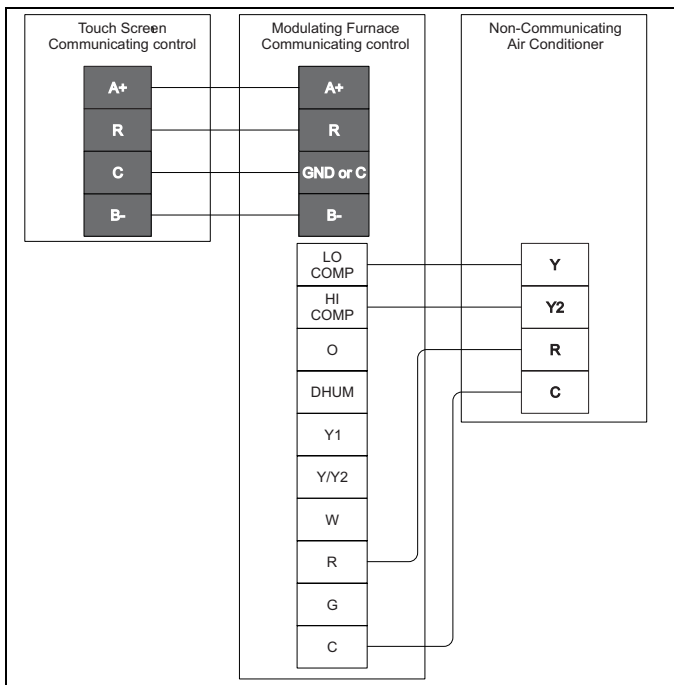 Touch Screen
Communicating control
A+
R
C
B-
Modulating Furnace
Communicating control
A+
R
GND or C
B-
LO
COMP
HI
COMP
O
DHUM
Y1
Y/Y2
W
R
G
C
Non-Communicating
Air Conditioner
Y
Y2
R
C